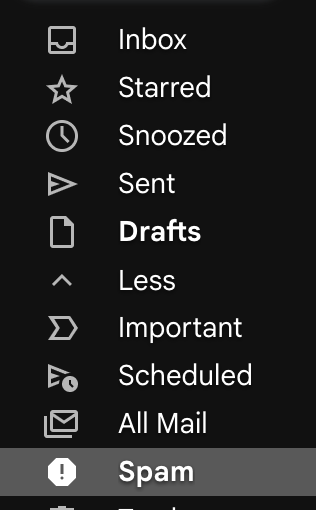 Inbox
Starred
Snoozed
Sent
Drafts
Less
Important
Scheduled
All Mail
Spam